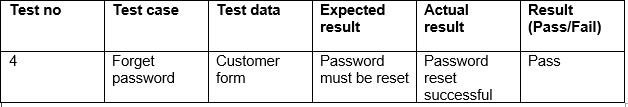 Test no Test case Test data Expected Actual Result
result result (Pass/Fail)
4 Forget Customer Password Password Pass
password form must be reset reset
successful